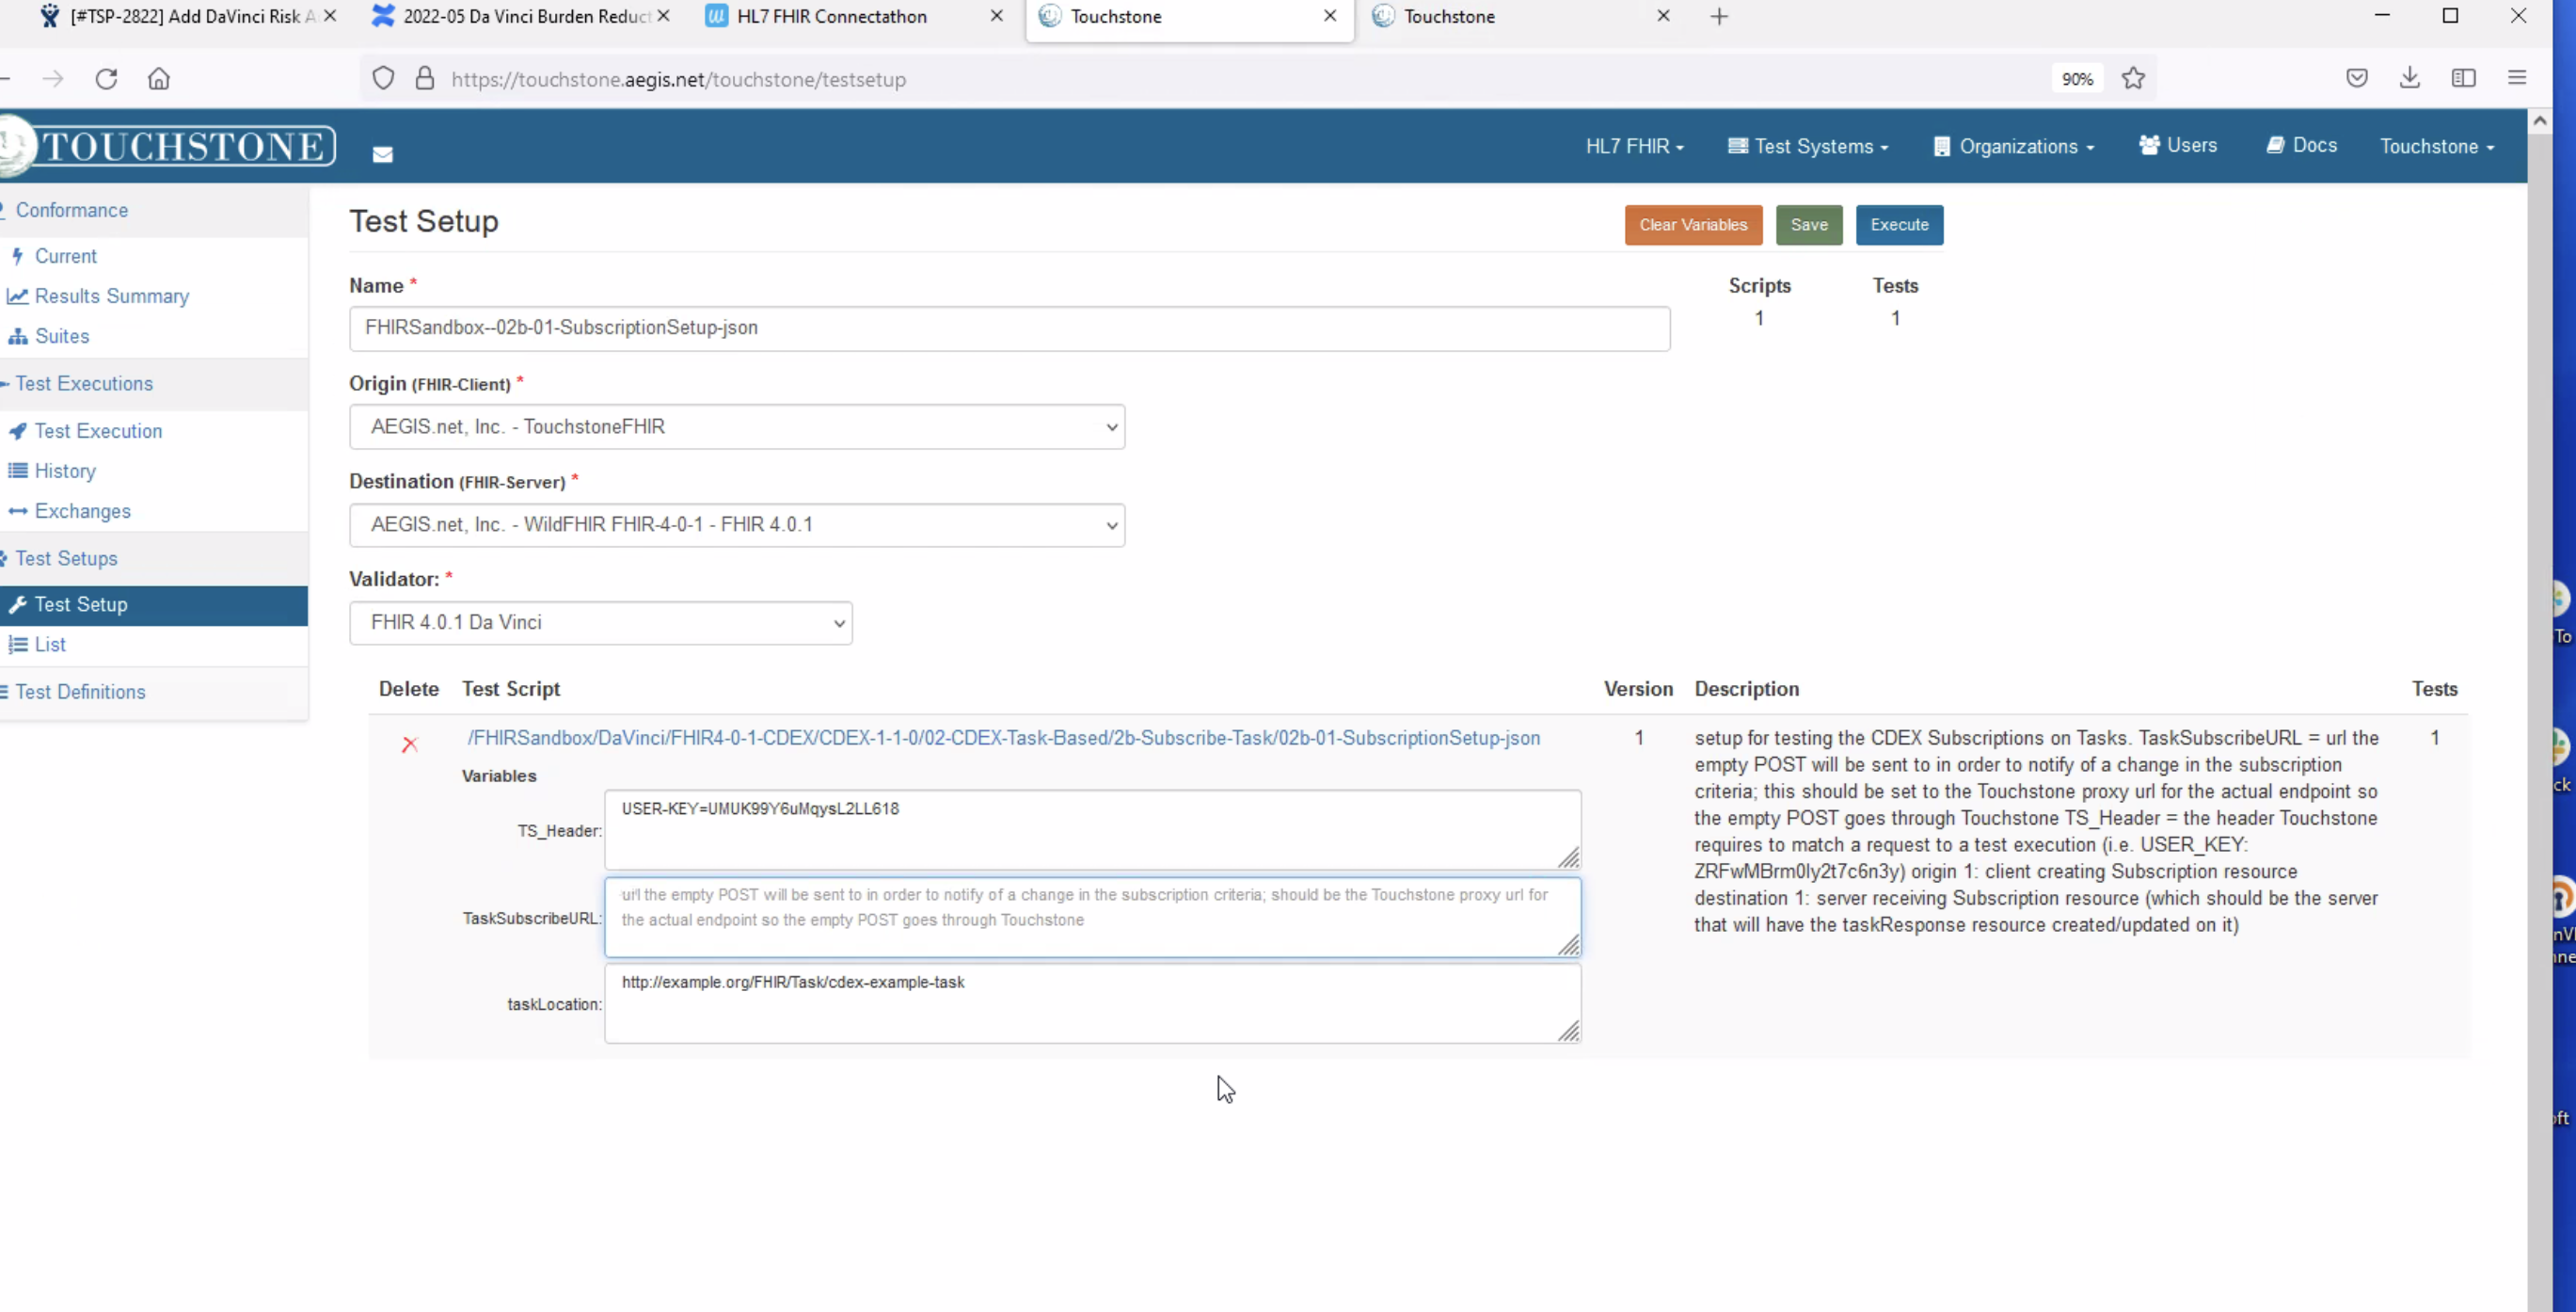 [#TSP-2822] Add DaVinci Risk A
2022-05 Da Vinci Burden Reduct
HL7 FHIR Connectathon
Touchstone
Touchstone
https://touchstone.aegis.net/touchstone/testsetup
90%
TOUCHSTONE
HL7 FHIR
Test Systems
Organizations
Users
Docs
Touchstone
Conformance
Current
Results Summary
Suites
Test Executions
Test Execution
History
Exchanges
Test Setups
Test Setup
List
Test Definitions
Test Setup
Clear Variables
Save
Execute
Name *
Scripts
Tests
FHIRSandbox--02b-01-SubscriptionSetup-json
1
1
Origin (FHIR-Client) *
AEGIS.net, Inc. - TouchstoneFHIR
Destination (FHIR-Server) *
AEGIS.net, Inc. - WildFHIR FHIR-4-0-1 - FHIR 4.0.1
Validator: *
FHIR 4.0.1 Da Vinci
Delete
Test Script
Version
Description
Tests
/FHIRSandbox/DaVinci/FHIR4-0-1-CDEX/CDEX-1-1-0/02-CDEX-Task-Based/2b-Subscribe-Task/02b-01-SubscriptionSetup-json
1
setup for testing the CDEX Subscriptions on Tasks. TaskSubscribeURL = url the
empty POST will be sent to in order to notify of a change in the subscription
criteria; this should be set to the Touchstone proxy url for the actual endpoint so
the empty POST goes through Touchstone TS_Header = the header Touchstone
requires to match a request to a test execution (i.e. USER_KEY:
ZRFwMBrm0ly2t7c6n3y) origin 1: client creating Subscription resource
destination 1: server receiving Subscription resource (which should be the server
that will have the taskResponse resource created/updated on it)
1
Variables
TS_Header:
USER-KEY=UMUK99Y6uMqysL2LL618
TaskSubscribeURL:
url the empty POST will be sent to in order to notify of a change in the subscription criteria; should be the Touchstone proxy url for
the actual endpoint so the empty POST goes through Touchstone
taskLocation:
http://example.org/FHIR/Task/cdex-example-task
To
ck